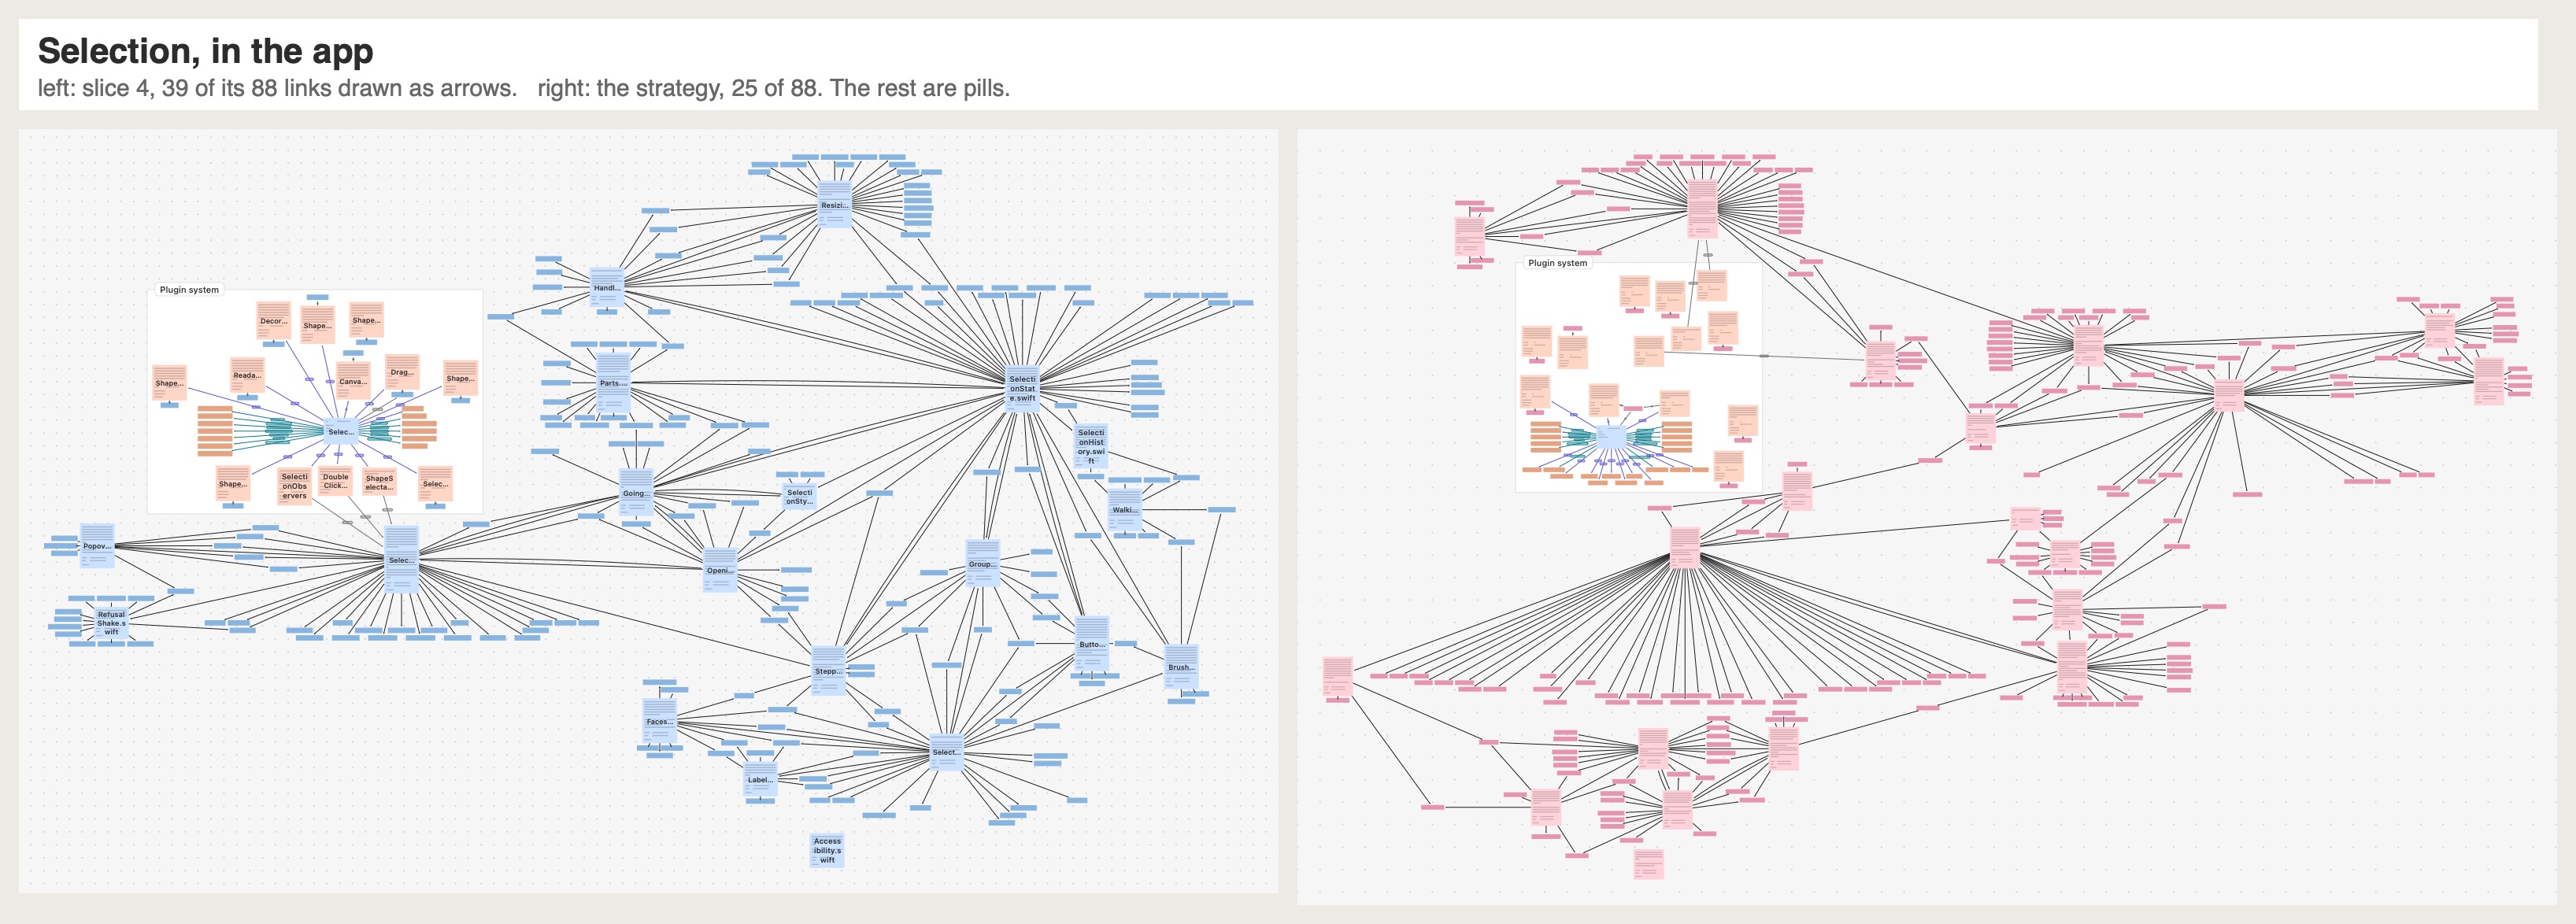 Selection, in the app
left: slice 4, 39 of its 88 links drawn as arrows. right: the strategy, 25 of 88. The rest are pills.
Resizi...
Handl...
Plugin system
Decor...
Shape...
Shape...
Shape...
Reada...
Canva...
Drag...
Shape...
Selec...
Shape...
Selecti
onObs
ervers
Double
Click...
ShapeS
electa...
Selec...
Parts....
Selecti
onStat
e.swift
Selecti
onHist
ory.swi
ft
Going...
Selecti
onSty...
Walki...
Popov...
Selec...
Openi...
Group...
Refusal
Shake.s
wift
Stepp...
Butto...
Brush...
Faces...
Select...
Label...
Access
ibility.s
wift
Plugin system